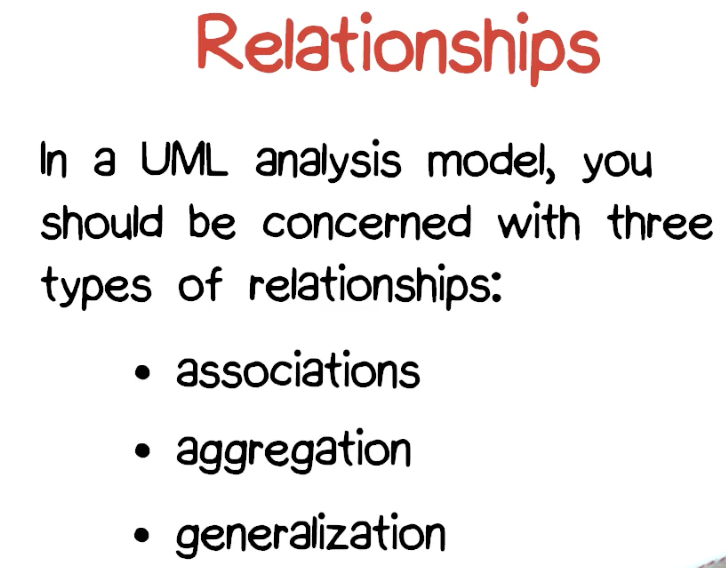 Relationships
In a UML analysis model, you
should be concerned with three
types of relationships:
• associations
• aggregation
• generalization